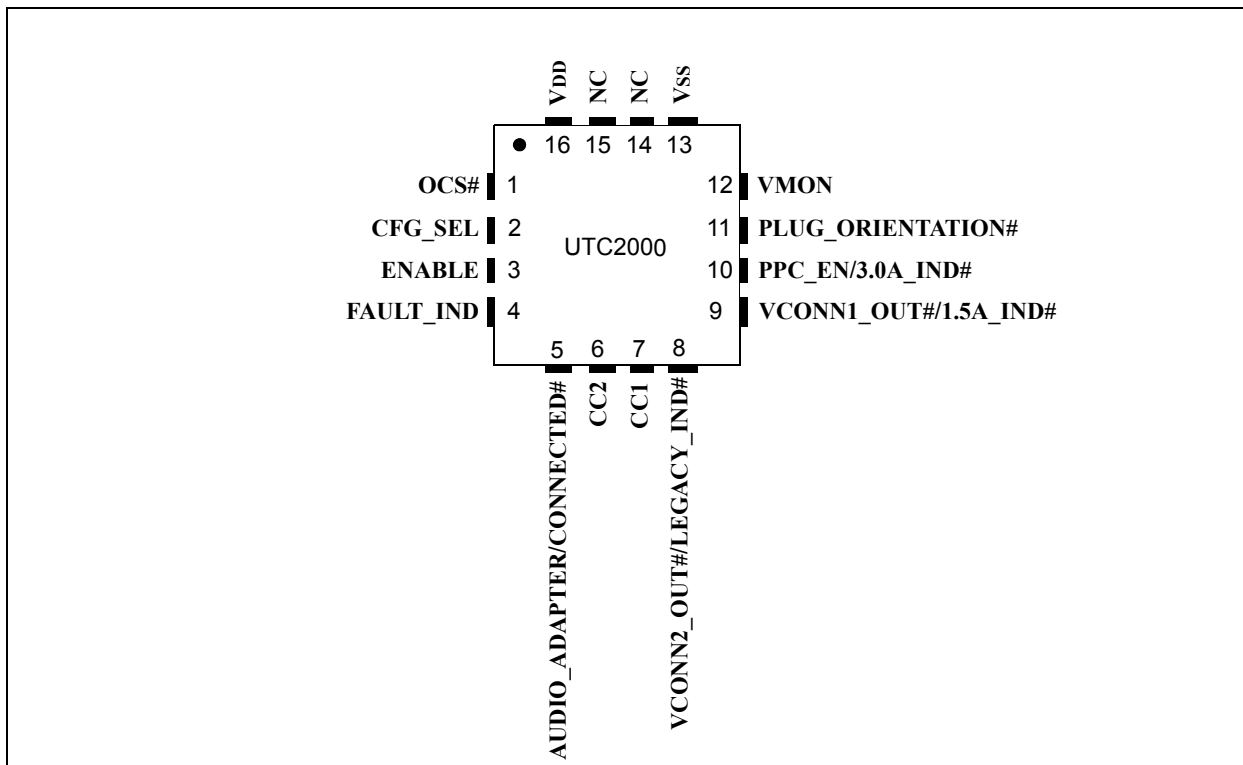 VDD
NC
NC
VSS
16
15
14
13
OCS#
1
12
VMON
CFG_SEL
2
11
PLUG_ORIENTATION#
UTC2000
ENABLE
3
10
PPC_EN/3.0A_IND#
FAULT_IND
4
9
VCONN1_OUT#/1.5A_IND#
5
6
7
8
AUDIO_ADAPTER/CONNECTED#
CC2
CC1
VCONN2_OUT#/LEGACY_IND#